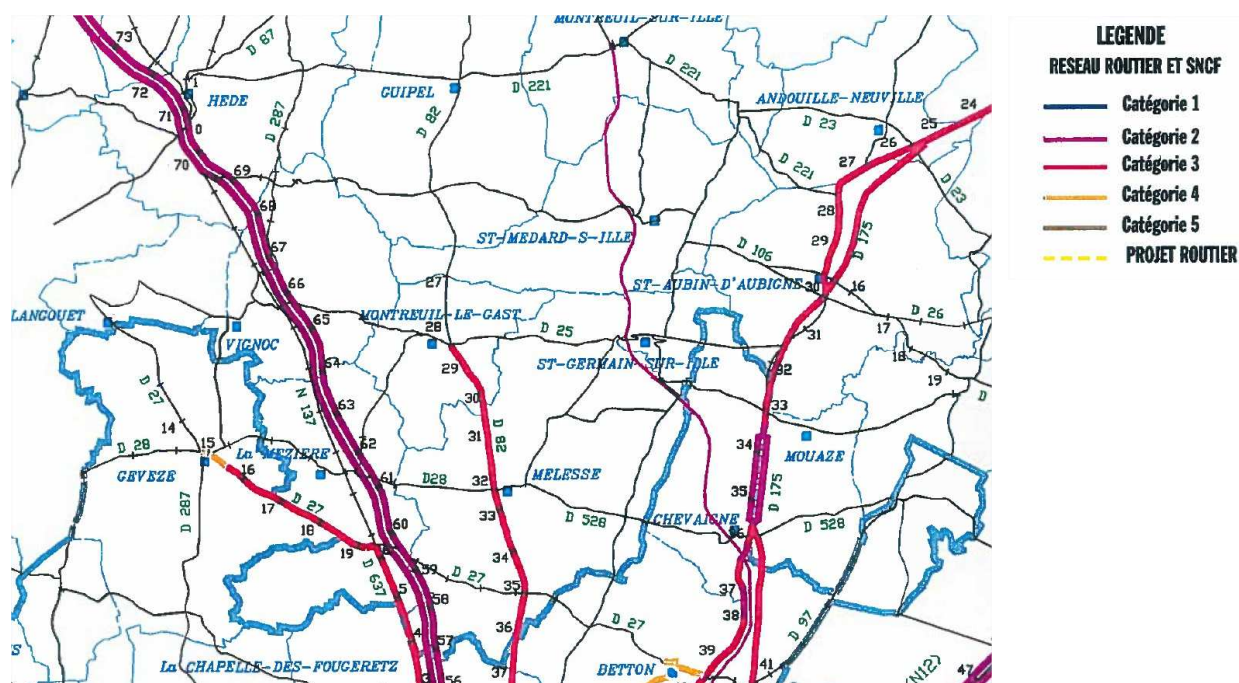 MONTREUIL-SUR-ILLE
73
D 87
D 221
24
72
HEDE
GUIPEL
D 221
ANDOUILLE-NEUVILLE
25
71
1
0
D 287
D 82
D 23
26
70
69
27
D 221
D 23
68
28
ST-MEDARD-S-ILLE
29
D 175
67
D 106
27
ST-AUBIN-D'AUBIGNE
30
16
66
LANGOUET
MONTREUIL-LE-GAST
D 26
65
28
D 25
31
17
VIGNOC
64
29
ST-GERMAIN-SUR-ILLE
32
18
19
D 27
N 137
63
30
D
14
31
D 82
33
62
34
D 28
15
La MEZIERE
MOUAZE
GEVEZE
16
61
D28
32
MELESSE
35
D 175
D 287
17
D 27
33
D 528
CHEVAIGNE
D 528
18
60
36
19
34
6
D 637
59
D 27
35
37
5
58
38
D 97
4
57
36
D 27
39
La CHAPELLE-DES-FOUGERETZ
3
56
37
BETTON
41
(N12)
47
S
LEGENDE
RESEAU ROUTIER ET SNCF
Catégorie 1
Catégorie 2
Catégorie 3
Catégorie 4
Catégorie 5
PROJET ROUTIER